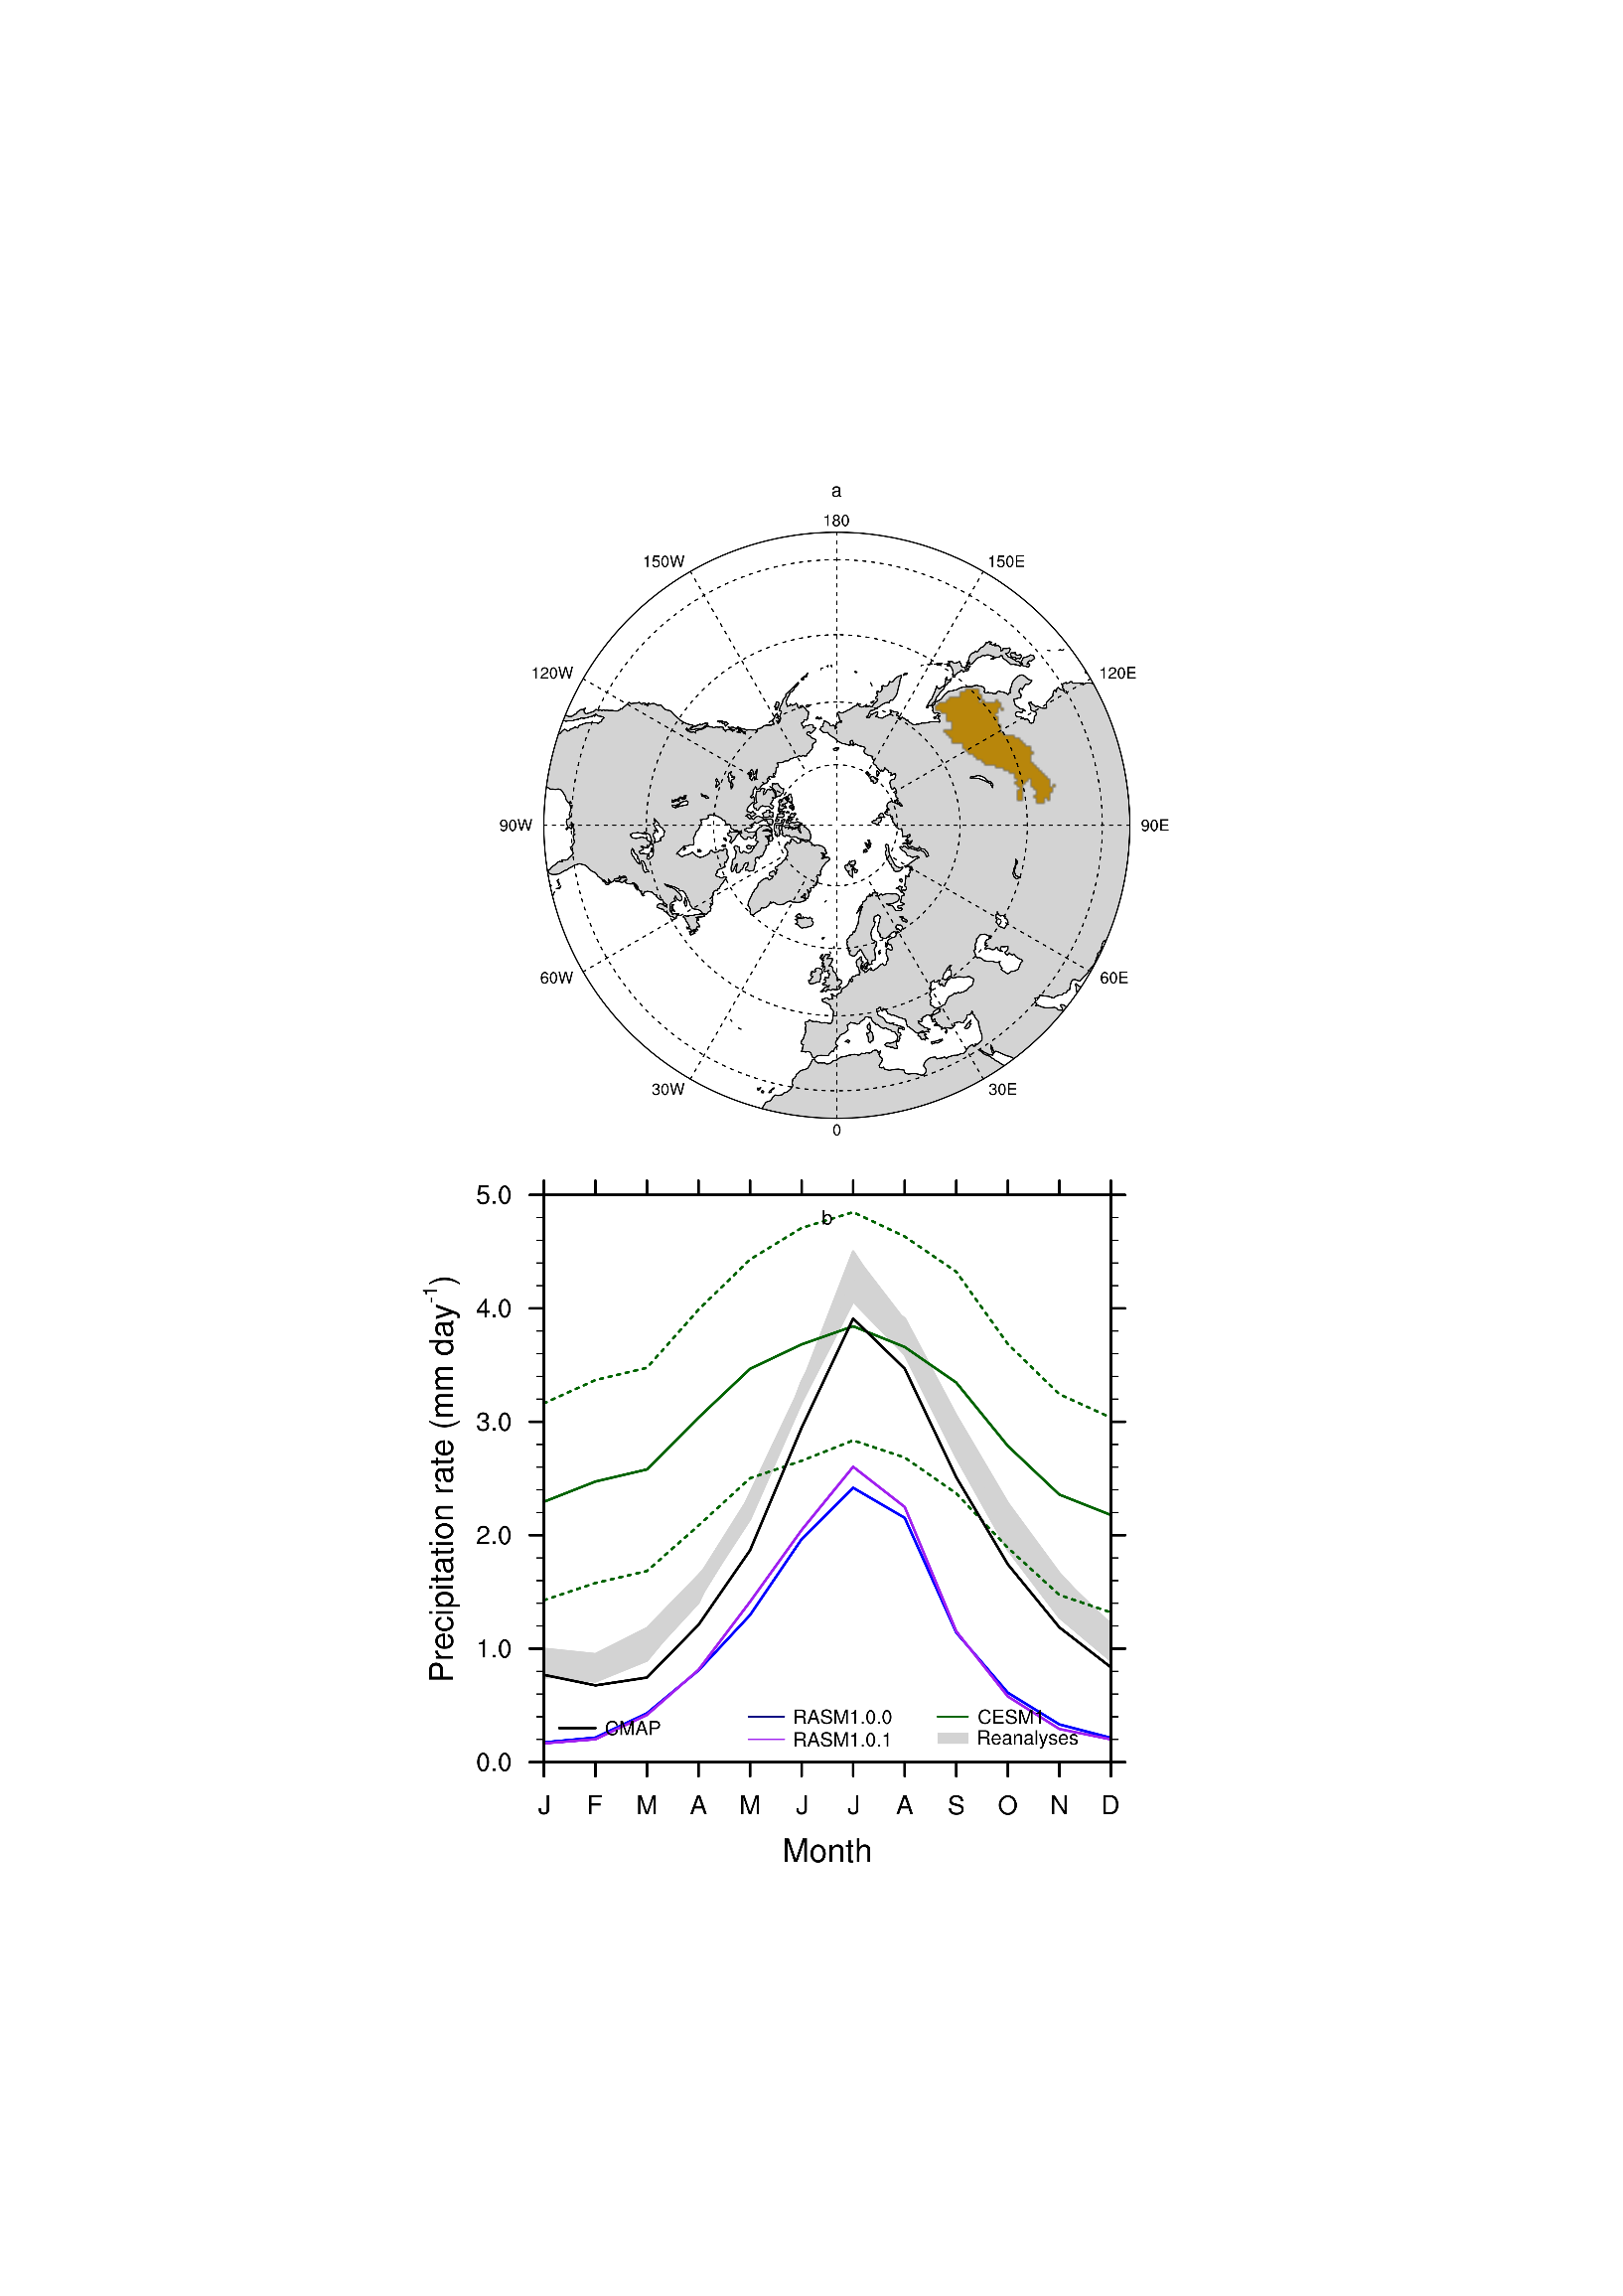 a
180
150W 150E
120W 120E
90W 90E
60W 60E
30W 30E
0
b
5.0
4.0
3.0
2.0
1.0
0.0
Precipitation rate (mm day-1)
CMAP
RASM1.0.0
RASM1.0.1
CESM1
Reanalyses
J F M A M J J A S O N D
Month